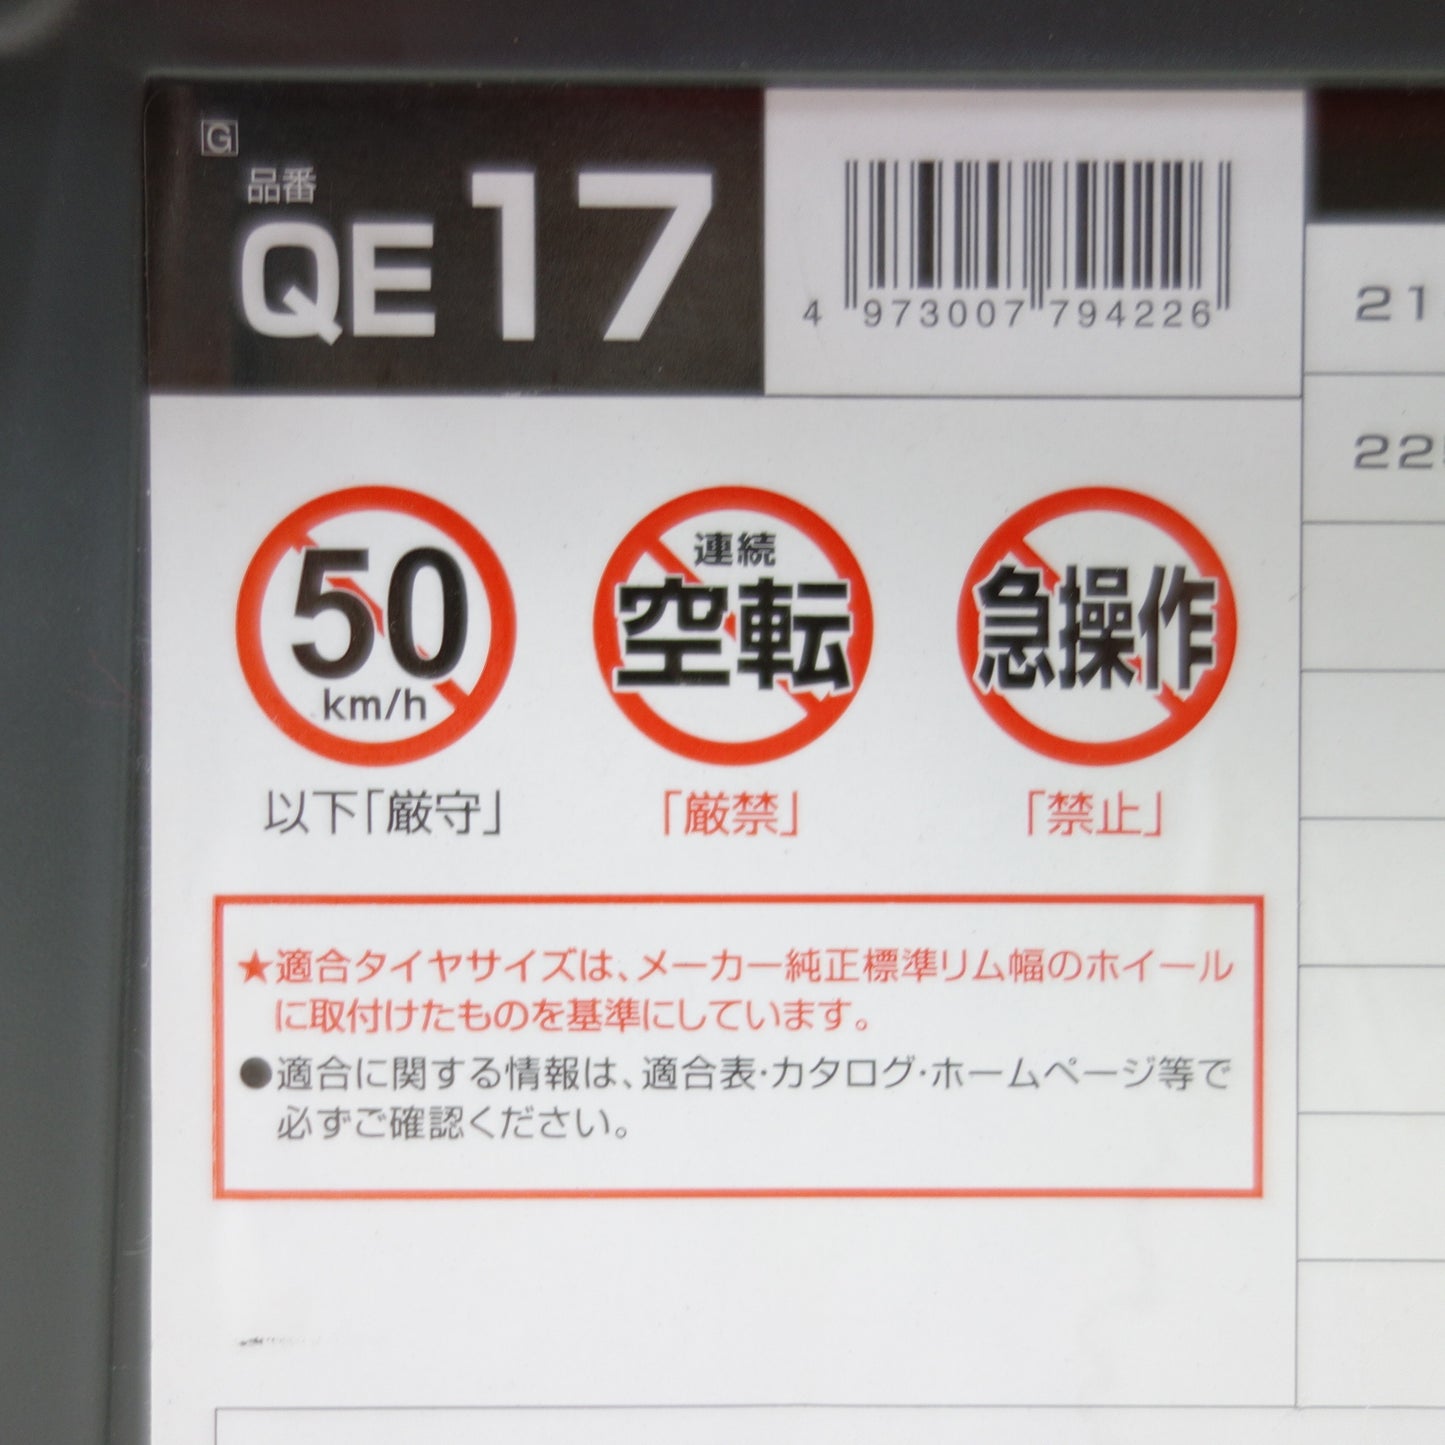 G
品番
QE17
4 973007 794226
21
22
50
km/h
以下「厳守」
連続
空転
「厳禁」
急操作
「禁止」
★適合タイヤサイズは、メーカー純正標準リム幅のホイール
に取付けたものを基準にしています。
●適合に関する情報は、適合表・カタログ・ホームページ等で
必ずご確認ください。